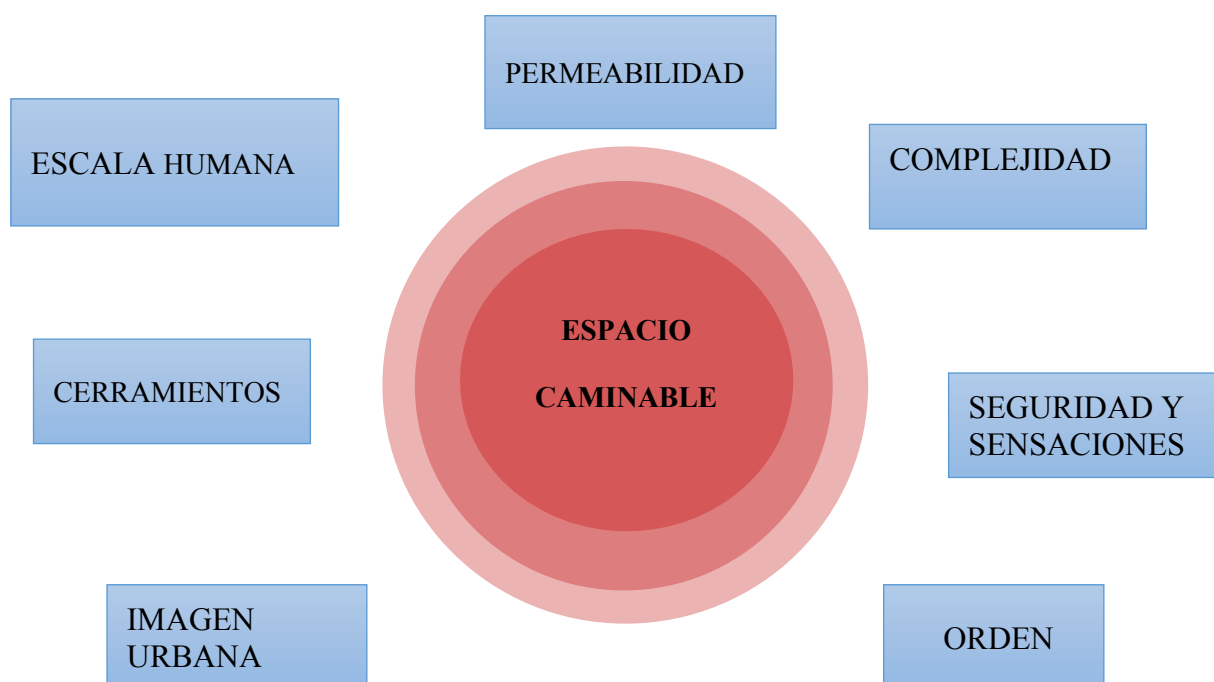 PERMEABILIDAD
ESCALA HUMANA
COMPLEJIDAD
ESPACIO
CAMINABLE
CERRAMIENTOS
SEGURIDAD Y
SENSACIONES
IMAGEN
URBANA
ORDEN